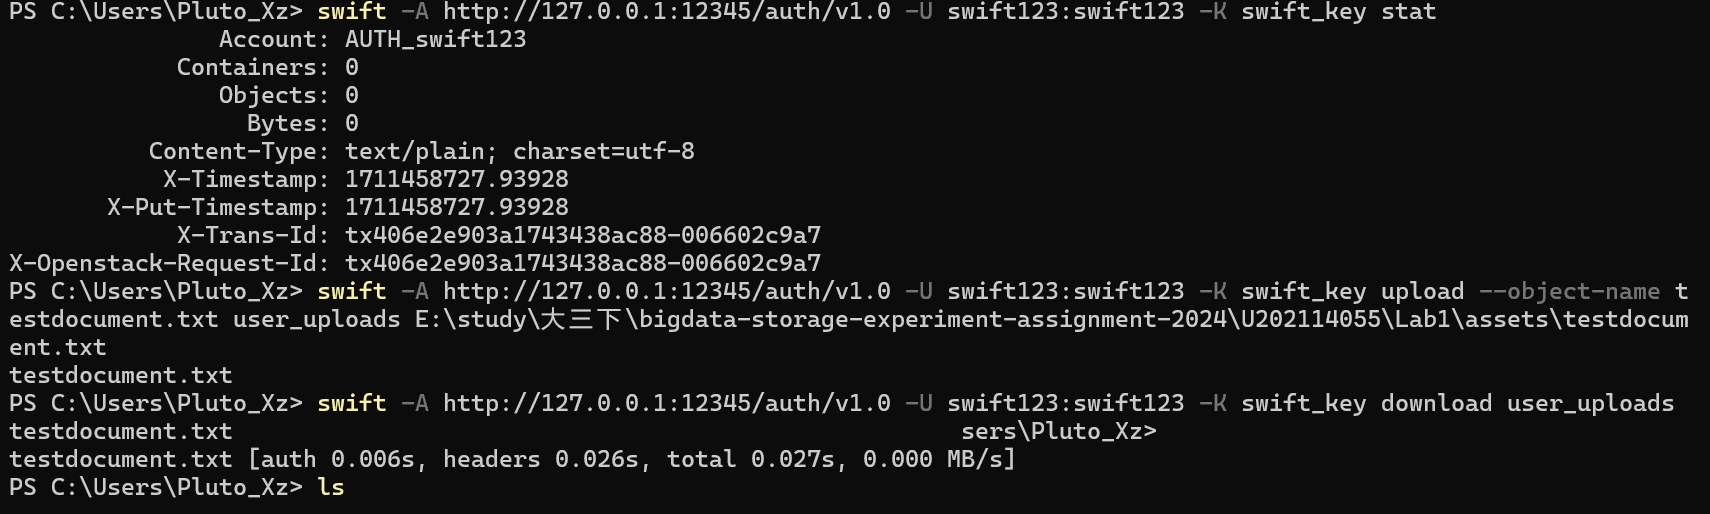 PS C:\Users\Pluto_Xz> swift -A http://127.0.0.1:12345/auth/v1.0 -U swift123:swift123 -K swift_key stat
Account: AUTH_swift123
Containers: 0
Objects: 0
Bytes: 0
Content-Type: text/plain; charset=utf-8
X-Timestamp: 1711458727.93928
X-Put-Timestamp: 1711458727.93928
X-Trans-Id: tx406e2e903a1743438ac88-006602c9a7
X-Openstack-Request-Id: tx406e2e903a1743438ac88-006602c9a7
PS C:\Users\Pluto_Xz> swift -A http://127.0.0.1:12345/auth/v1.0 -U swift123:swift123 -K swift_key upload --object-name t
estdocument.txt user_uploads E:\study\大三下\bigdata-storage-experiment-assignment-2024\U202114055\Lab1\assets\testdocum
ent.txt
testdocument.txt
PS C:\Users\Pluto_Xz> swift -A http://127.0.0.1:12345/auth/v1.0 -U swift123:swift123 -K swift_key download user_uploads
testdocument.txt sers\Pluto_Xz>
testdocument.txt [auth 0.006s, headers 0.026s, total 0.027s, 0.000 MB/s]
PS C:\Users\Pluto_Xz> ls